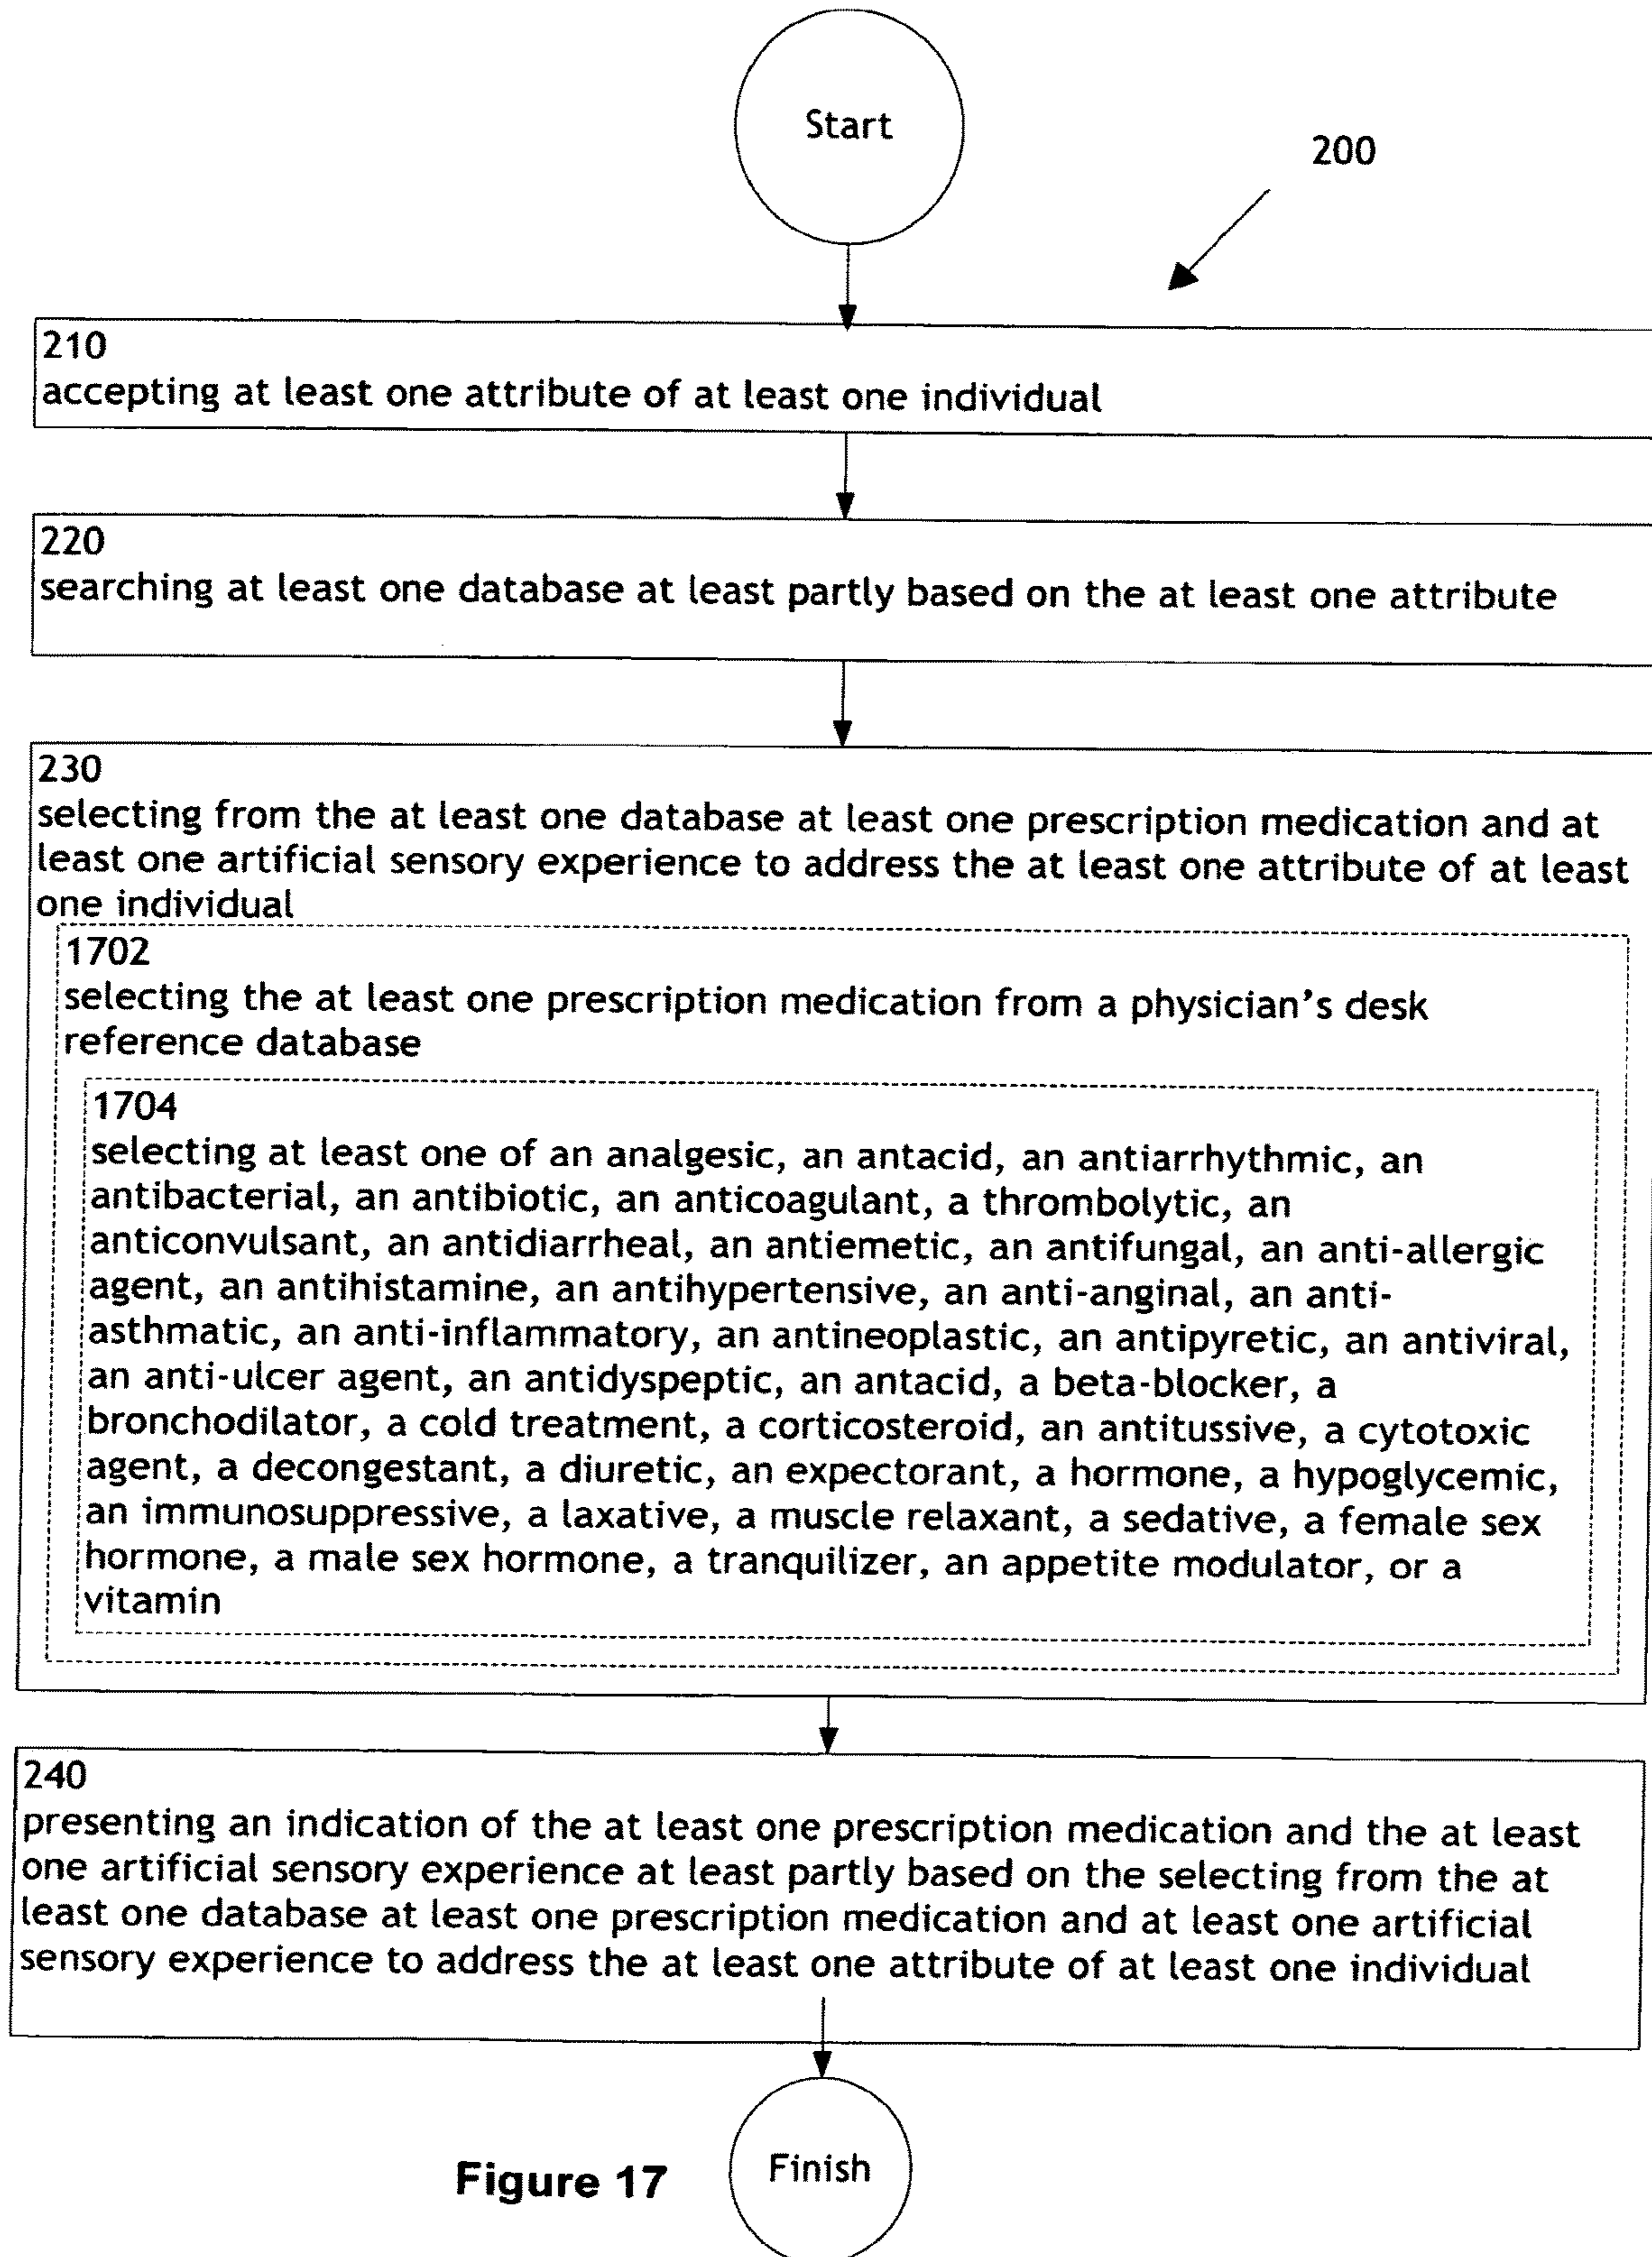 Start
200
210
accepting at least one attribute of at least one individual
220
searching at least one database at least partly based on the at least one attribute
230
selecting from the at least one database at least one prescription medication and at
least one artificial sensory experience to address the at least one attribute of at least
one individual
1702
selecting the at least one prescription medication from a physician's desk
reference database
1704
selecting at least one of an analgesic, an antacid, an antiarrhythmic, an
antibacterial, an antibiotic, an anticoagulant, a thrombolytic, an
anticonvulsant, an antidiarrheal, an antiemetic, an antifungal, an anti-allergic
agent, an antihistamine, an antihypertensive, an anti-anginal, an anti-
asthmatic, an anti-inflammatory, an antineoplastic, an antipyretic, an antiviral,
an anti-ulcer agent, an antidyspeptic, an antacid, a beta-blocker, a
bronchodilator, a cold treatment, a corticosteroid, an antitussive, a cytotoxic
agent, a decongestant, a diuretic, an expectorant, a hormone, a hypoglycemic,
an immunosuppressive, a laxative, a muscle relaxant, a sedative, a female sex
hormone, a male sex hormone, a tranquilizer, an appetite modulator, or a
vitamin
240
presenting an indication of the at least one prescription medication and the at least
one artificial sensory experience at least partly based on the selecting from the at
least one database at least one prescription medication and at least one artificial
sensory experience to address the at least one attribute of at least one individual
Figure 17
Finish